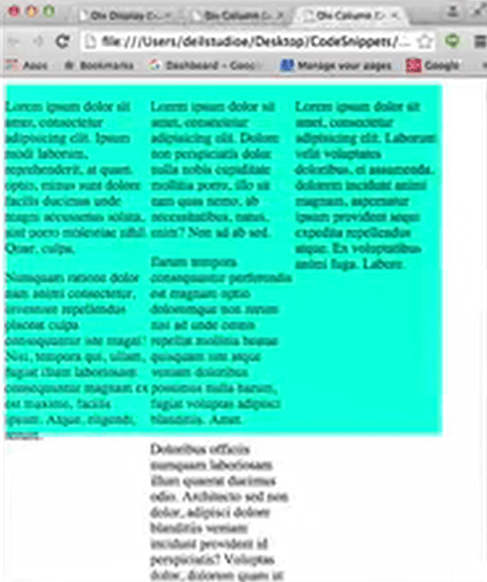 Div Display
Div Column
Div Column
file:///Users/deilstudioe/Desktop/CodeSnippets/...
Apps Bookmarks Dashboard – Goog Manage your pages Google
Lorem ipsum dolor sit
amet, consectetur
adipisicing elit. Ipsum
modi laborum,
reprehenderit, at quam
optio, minus sunt dolore
facilis ducimus unde
magni accusamus soluta,
sint porro molestiae nihil.
Quae, culpa.
Numquam ratione dolor
nam animi consectetur,
inventore repellendus
placeat culpa
consequuntur iste magni?
Nisi, tempora qui, ullam,
fugiat illum laboriosam
consequuntur magnam ex
est maxime, facilis
ipsum. Atque, eligendi,
Lorem ipsum dolor sit
amet, consectetur
adipisicing elit. Dolore
non perspiciatis dolor
nulla nobis cupiditate
mollitia porro, illo sit
nam quas nemo, ab
necessitatibus, natus,
enim? Non ad ab sed.
Earum tempora
consequuntur perferendis
est magnam optio
doloremque non rerum
nisi ad unde omnis
repellat mollitia beatae
quisquam iste atque
veniam doloribus
possimus nulla harum,
fugiat voluptas adipisci
blanditiis. Amet.
Doloribus officiis
numquam laboriosam
illum quaerat ducimus
odio. Architecto sed non
dolor, adipisci dolore
blanditiis veniam
incidunt provident id
perspiciatis? Voluptas
dolor, dolorum quam ut
Lorem ipsum dolor sit
amet, consectetur
adipisicing elit. Laborum
velit voluptates
doloribus, ei assumenda,
dolorem incidunt animi
magnam, aspernatur
ipsum provident sequi
expedita repellendus
atque. Ex voluptatibus
animi fuga. Labore.